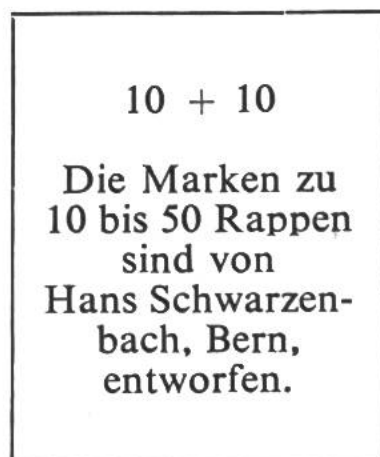 10 + 10
Die Marken zu
10 bis 50 Rappen
sind von
Hans Schwarzen-
bach, Bern,
entworfen.